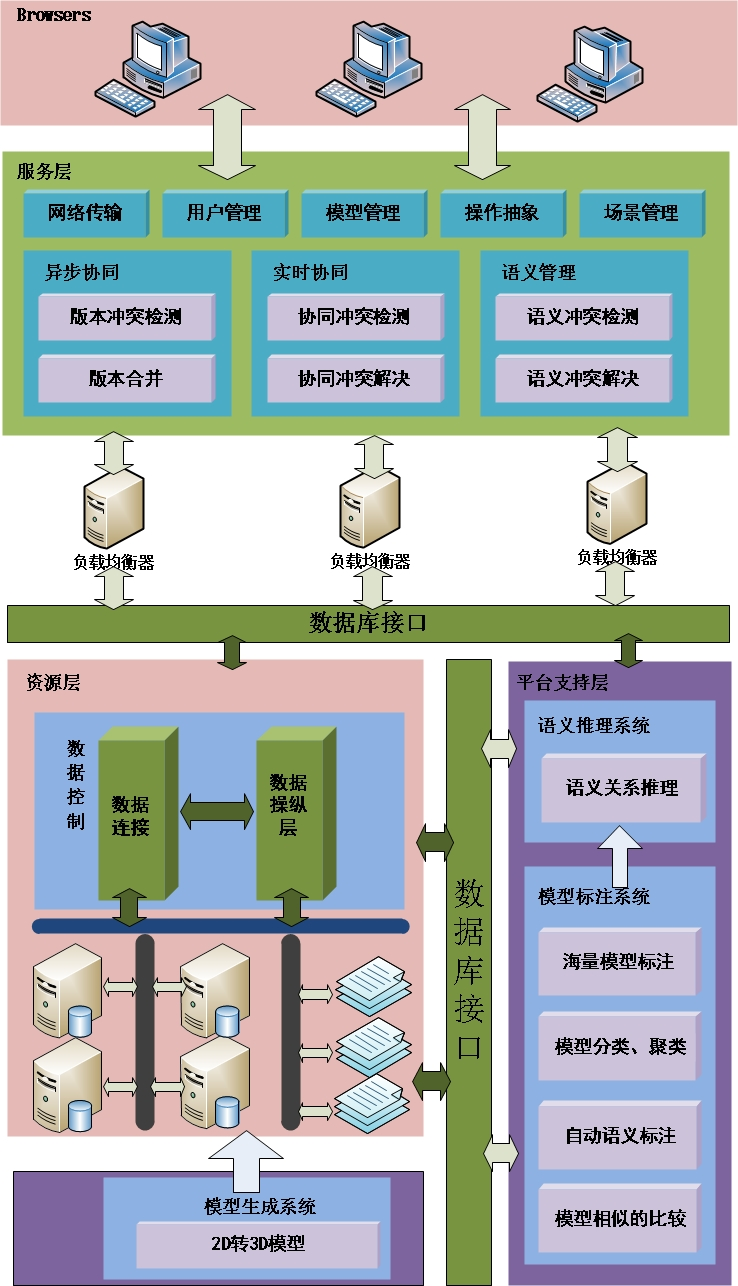 Browsers
服务层
网络传输
用户管理
模型管理
操作抽象
场景管理
异步协同
实时协同
语义管理
版本冲突检测
协同冲突检测
语义冲突检测
版本合并
协同冲突解决
语义冲突解决
负载均衡器
负载均衡器
负载均衡器
数据库接口
资源层
数据控制
数据
连接
数据
操纵
层
数据库接口
平台支持层
语义推理系统
语义关系推理
模型标注系统
海量模型标注
模型分类、聚类
自动语义标注
模型相似的比较
模型生成系统
2D转3D模型